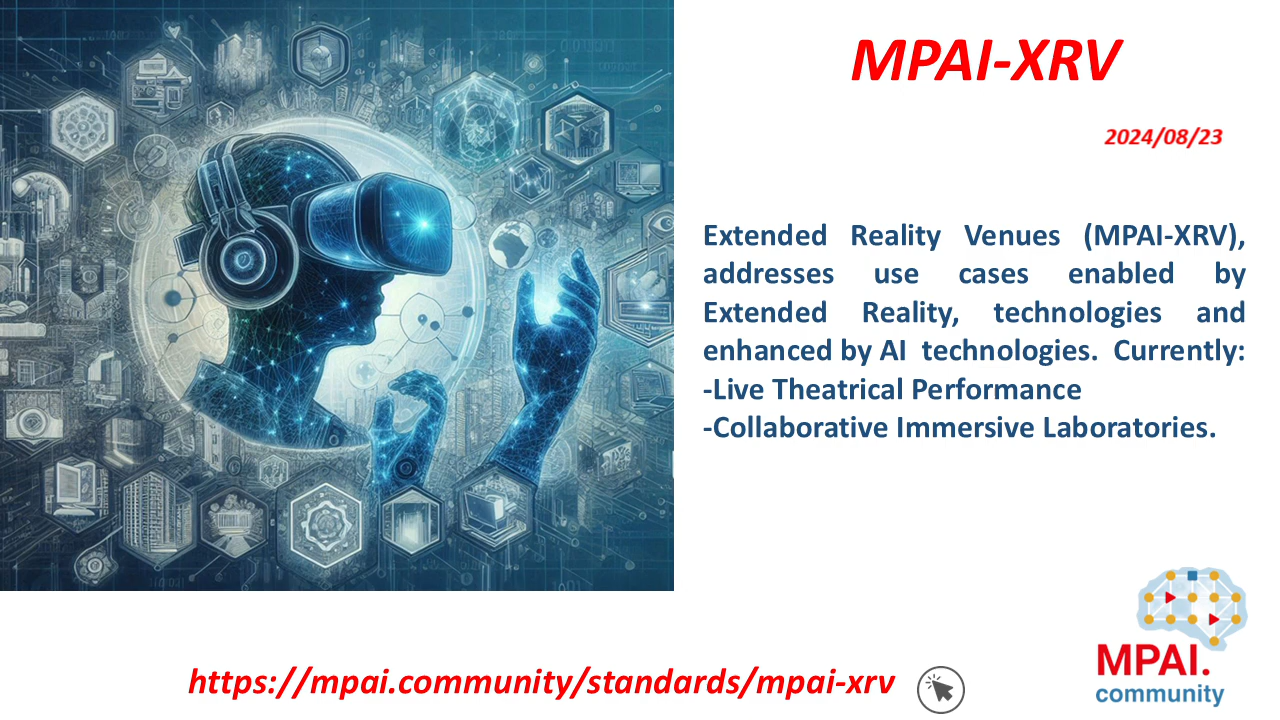 MPAI-XRV
2024/08/23
Extended Reality Venues (MPAI-XRV),
addresses use cases enabled by
Extended Reality, technologies and
enhanced by AI technologies. Currently:
-Live Theatrical Performance
-Collaborative Immersive Laboratories.
https://mpai.community/standards/mpai-xrv
MPAI.
community